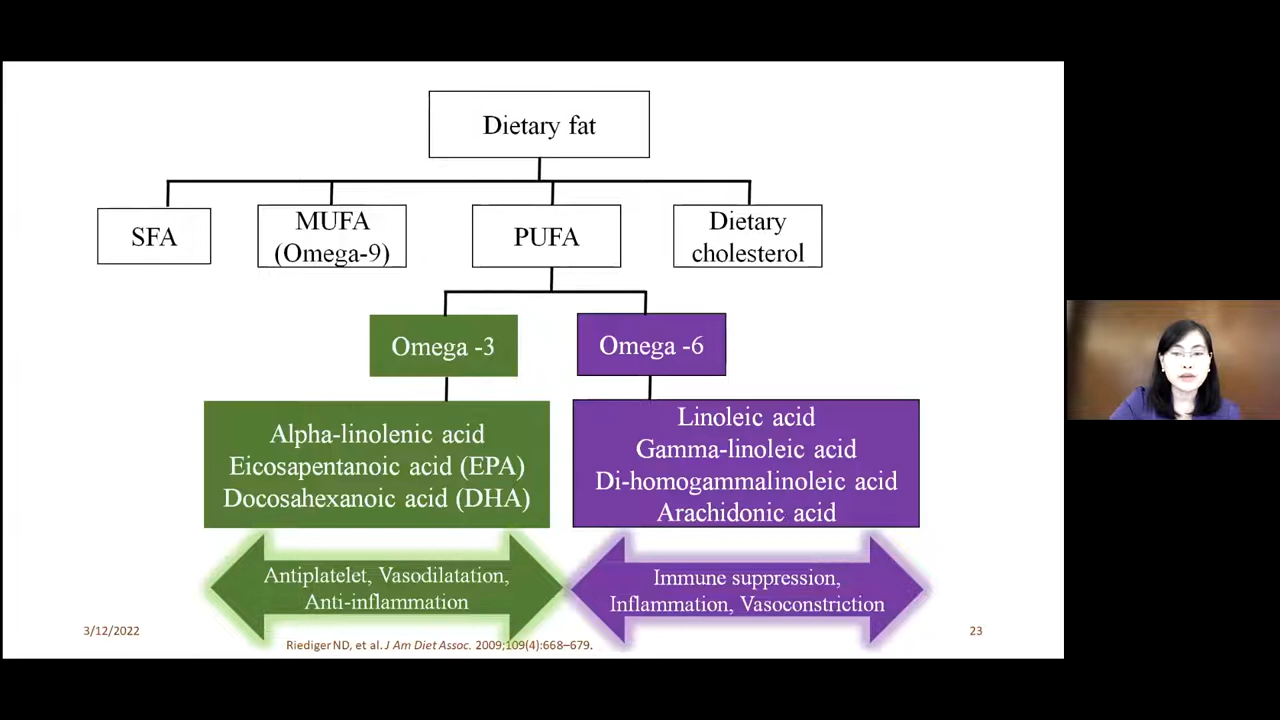 Dietary fat
SFA
MUFA
(Omega-9)
PUFA
Dietary
cholesterol
Omega -3
Omega -6
Alpha-linolenic acid
Eicosapentanoic acid (EPA)
Docosahexanoic acid (DHA)
Linoleic acid
Gamma-linoleic acid
Di-homogammalinoleic acid
Arachidonic acid
Antiplatelet, Vasodilatation,
Anti-inflammation
Immune suppression,
Inflammation, Vasoconstriction
3/12/2022
Riediger ND, et al. J Am Diet Assoc. 2009;109(4):668–679.
23